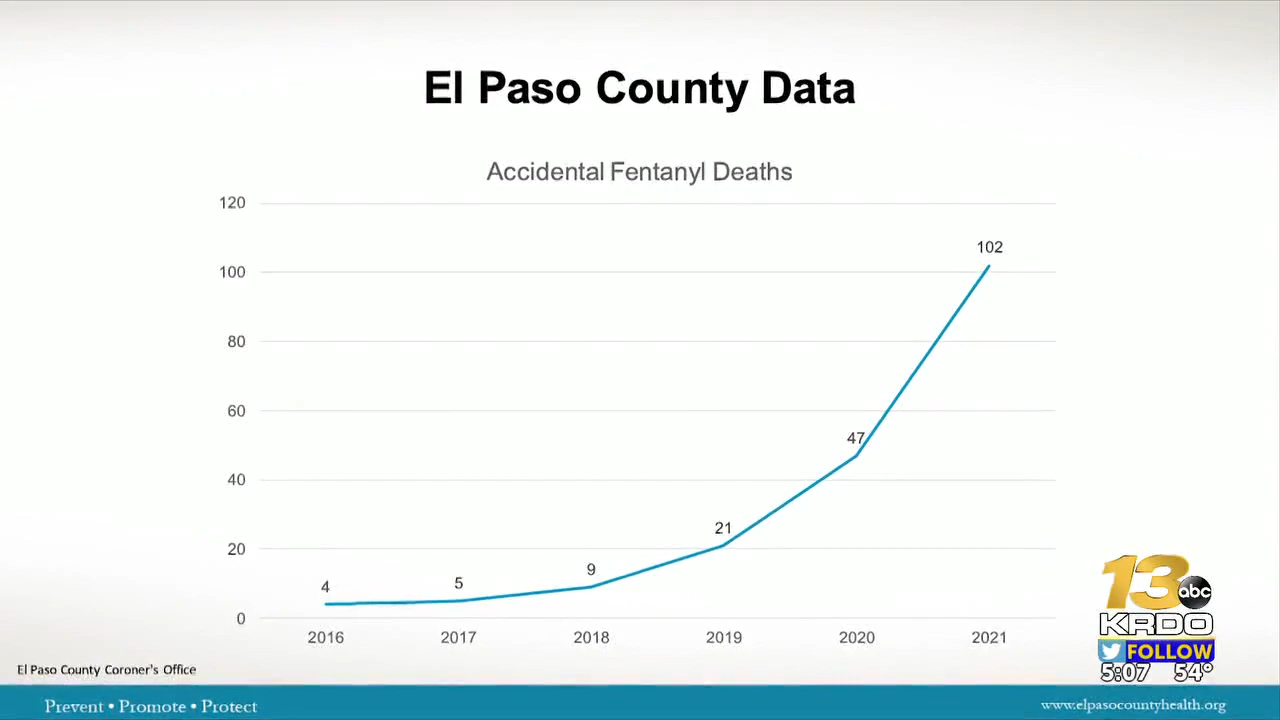 El Paso County Data
Accidental Fentanyl Deaths
120
100
80
60
40
20
0
4
5
9
21
47
102
2016 2017 2018 2019 2020 2021
El Paso County Coroner's Office
13 abc
KRDO
FOLLOW
5:07 54°
Prevent • Promote • Protect
www.elpasocountyhealth.org